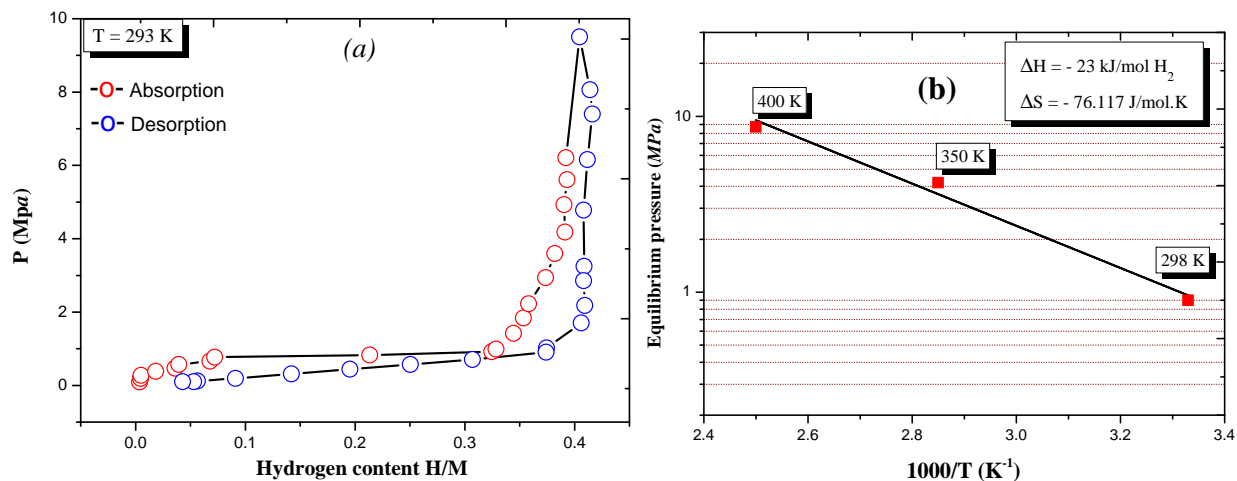 T = 293 K
(a)
Absorption
Desorption
P (Mpa)
10
8
6
4
2
0
0.0 0.1 0.2 0.3 0.4
Hydrogen content H/M
(b)
ΔH = - 23 kJ/mol H2
ΔS = - 76.117 J/mol.K
400 K
350 K
298 K
Equilibrium pressure (MPa)
10
1
2.4 2.6 2.8 3.0 3.2 3.4
1000/T (K-1)